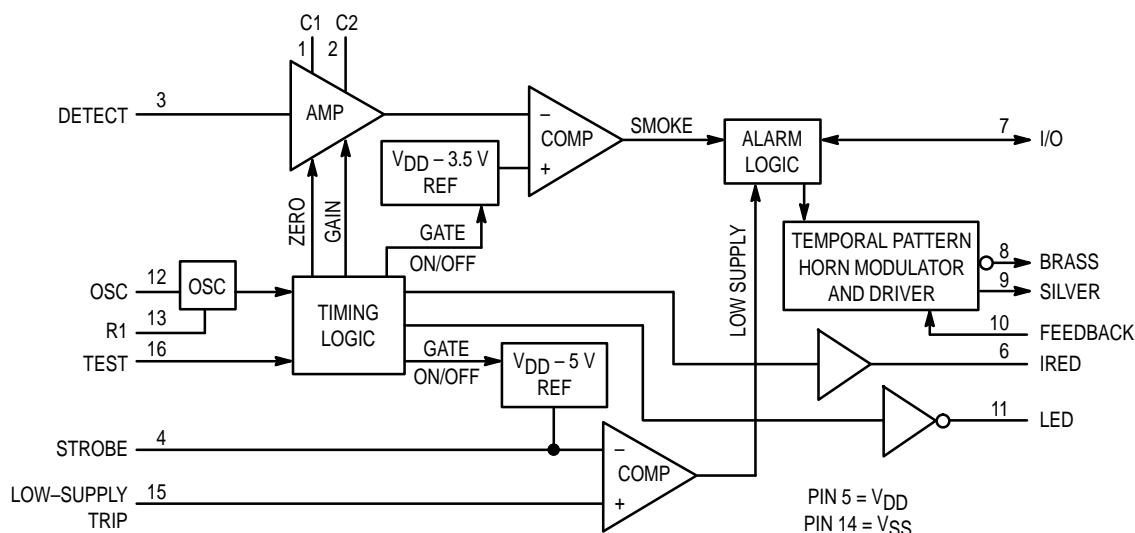 C1 C2
1 2
DETECT 3
AMP
–
COMP
+
SMOKE
ALARM
LOGIC
7 I/O
VDD – 3.5 V
REF
ZERO
GAIN
GATE
ON/OFF
LOW SUPPLY
TEMPORAL PATTERN
HORN MODULATOR
AND DRIVER
8 BRASS
9 SILVER
10 FEEDBACK
OSC 12
OSC
R1 13
TEST 16
TIMING
LOGIC
GATE
ON/OFF
VDD – 5 V
REF
6 IRED
11 LED
STROBE 4
–
COMP
+
LOW–SUPPLY
TRIP
15
PIN 5 = VDD
PIN 14 = VSS